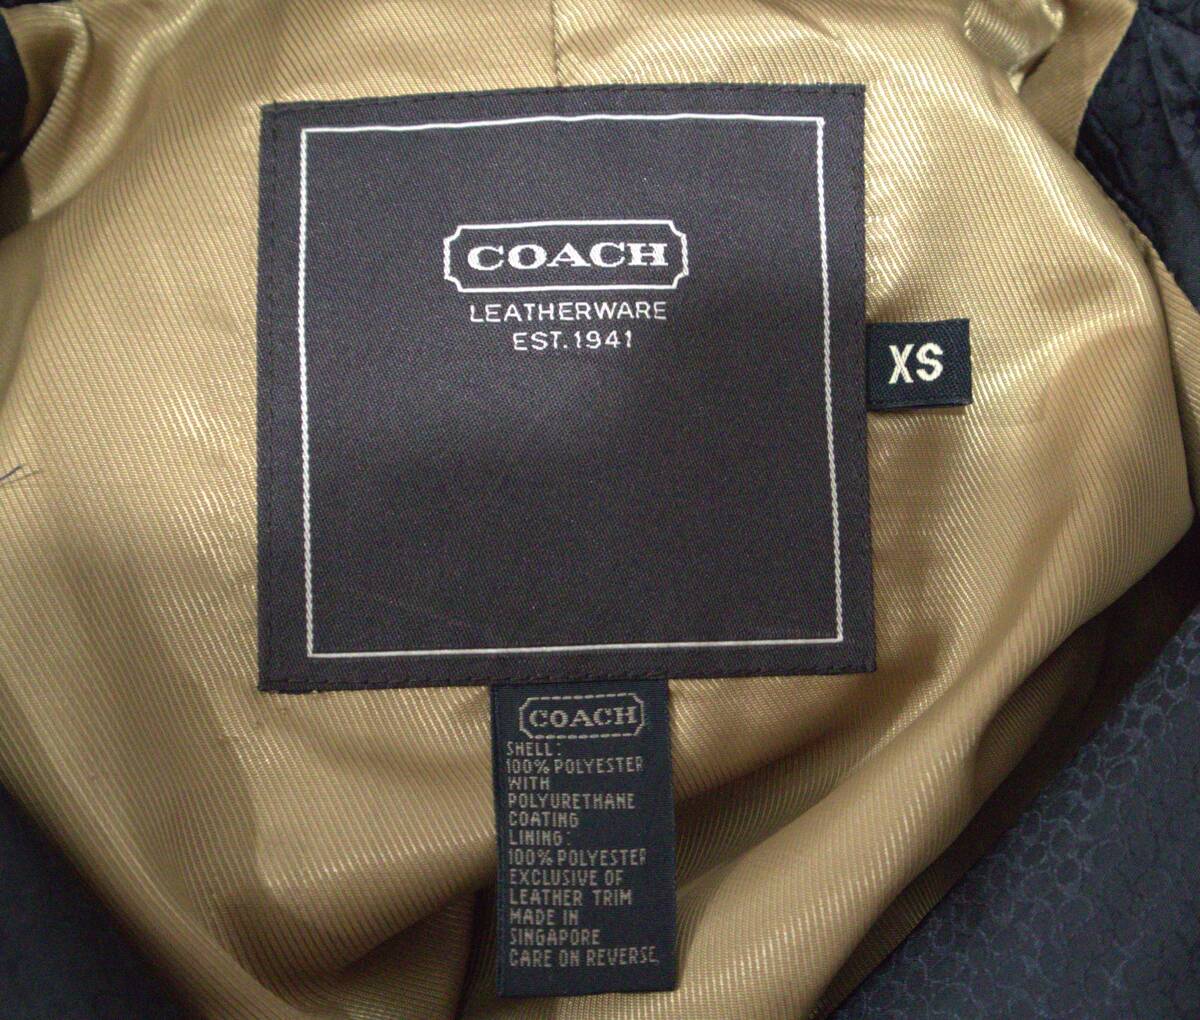 COACH
LEATHERWARE
EST. 1941
XS
COACH
SHELL:
100% POLYESTER
WITH
POLYURETHANE
COATING
LINING:
100% POLYESTER
EXCLUSIVE OF
LEATHER TRIM
MADE IN
SINGAPORE
CARE ON REVERSE